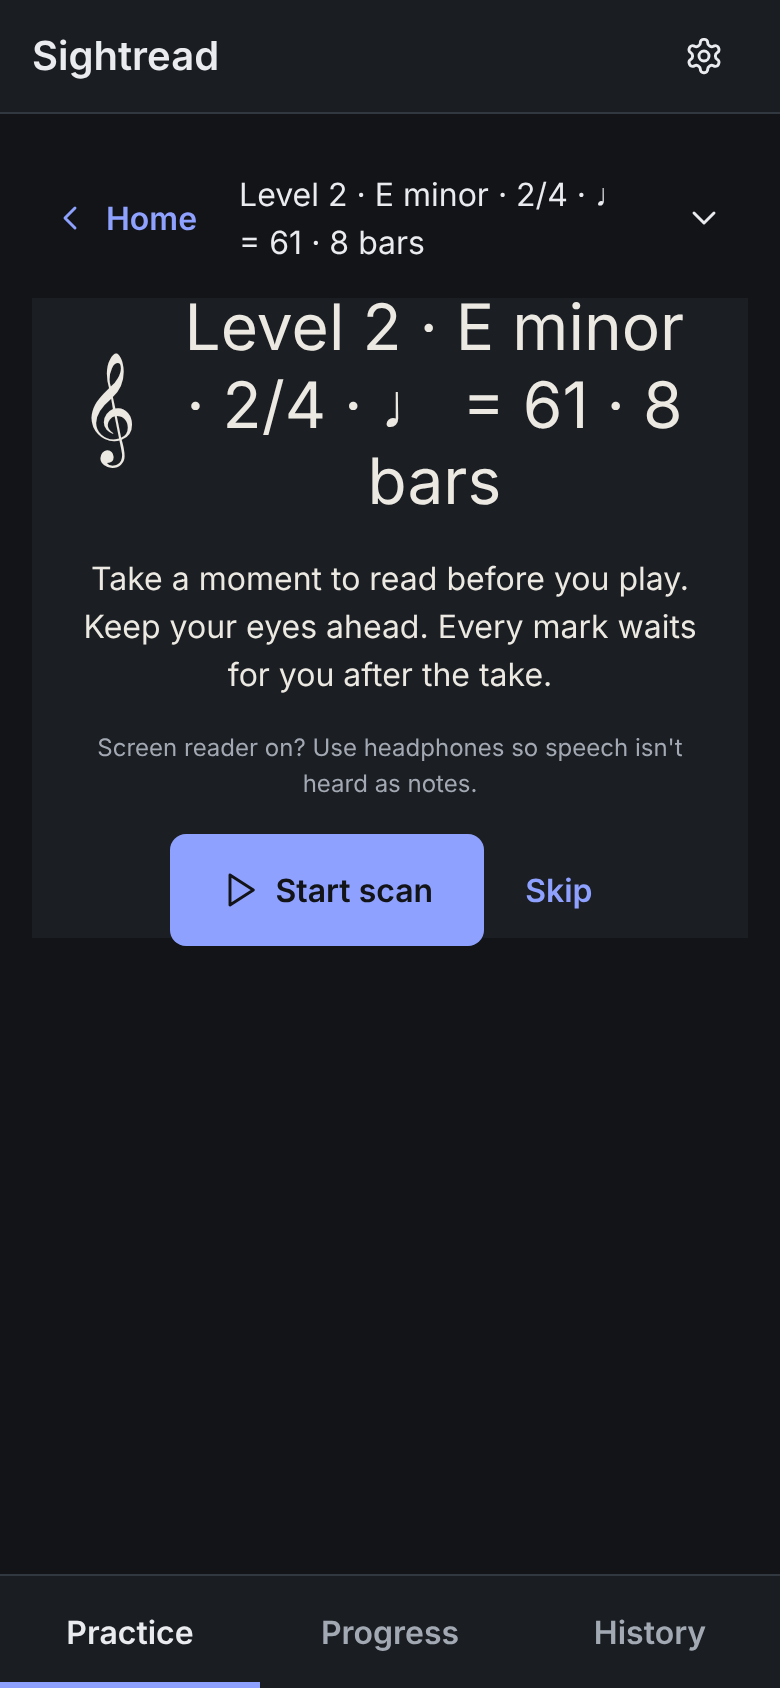 Sightread
Home
Level 2 · E minor · 2/4 · ♩
= 61 · 8 bars
𝄞
Level 2 · E minor
· 2/4 · ♩ = 61 · 8
bars
Take a moment to read before you play.
Keep your eyes ahead. Every mark waits
for you after the take.
Screen reader on? Use headphones so speech isn't
heard as notes.
Start scan
Skip
Practice
Progress
History